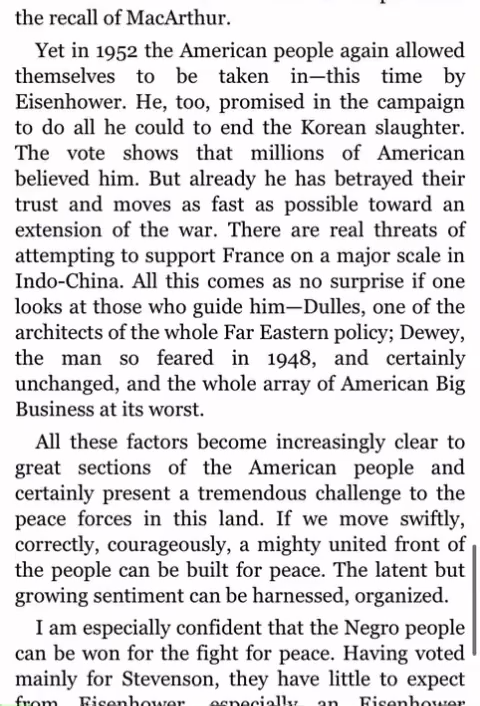 the recall of MacArthur.
Yet in 1952 the American people again allowed
themselves to be taken in—this time by
Eisenhower. He, too, promised in the campaign
to do all he could to end the Korean slaughter.
The vote shows that millions of American
believed him. But already he has betrayed their
trust and moves as fast as possible toward an
extension of the war. There are real threats of
attempting to support France on a major scale in
Indo-China. All this comes as no surprise if one
looks at those who guide him—Dulles, one of the
architects of the whole Far Eastern policy; Dewey,
the man so feared in 1948, and certainly
unchanged, and the whole array of American Big
Business at its worst.
All these factors become increasingly clear to
great sections of the American people and
certainly present a tremendous challenge to the
peace forces in this land. If we move swiftly,
correctly, courageously, a mighty united front of
the people can be built for peace. The latent but
growing sentiment can be harnessed, organized.
I am especially confident that the Negro people
can be won for the fight for peace. Having voted
mainly for Stevenson, they have little to expect
from Eisenhower, especially an Eisenhower